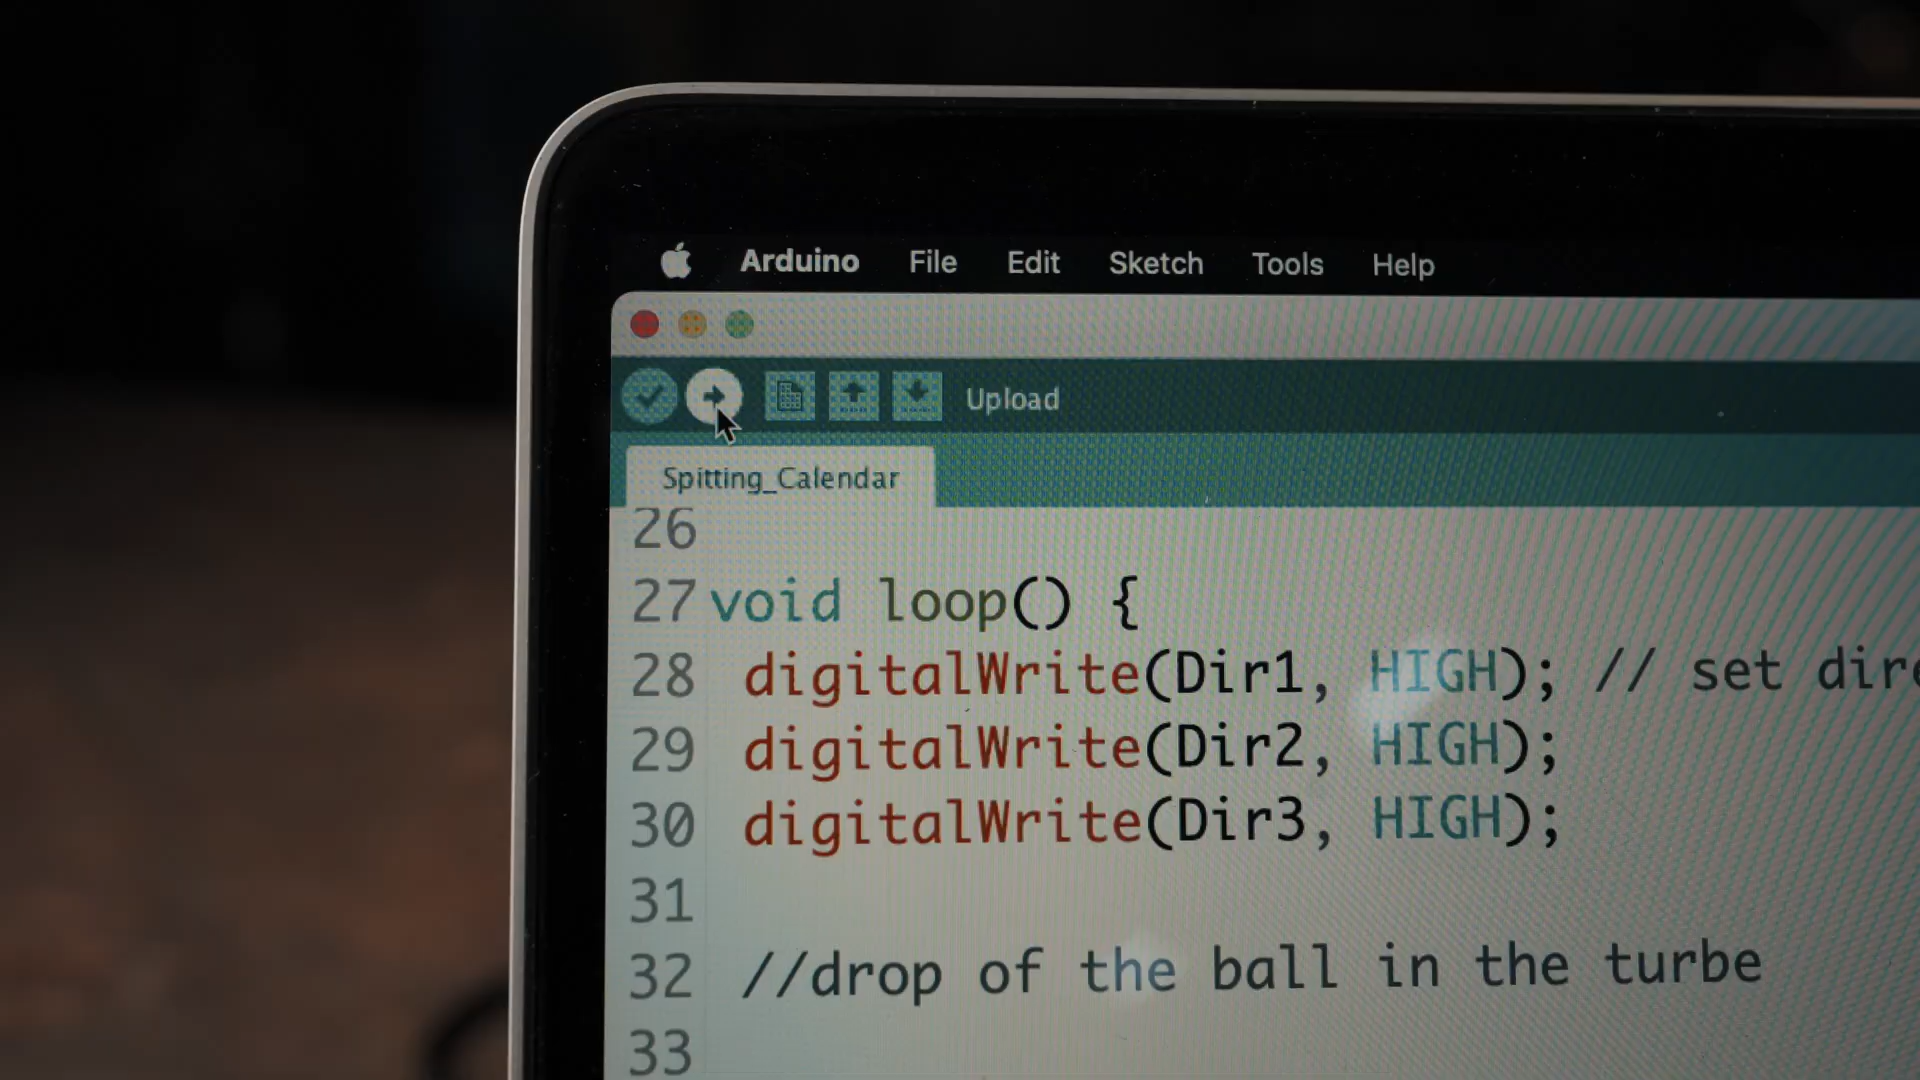 Arduino File Edit Sketch Tools Help
Upload
Spitting_Calendar
26
27 void loop() {
28 digitalWrite(Dir1, HIGH); // set dire
29 digitalWrite(Dir2, HIGH);
30 digitalWrite(Dir3, HIGH);
31
32 //drop of the ball in the turbe
33